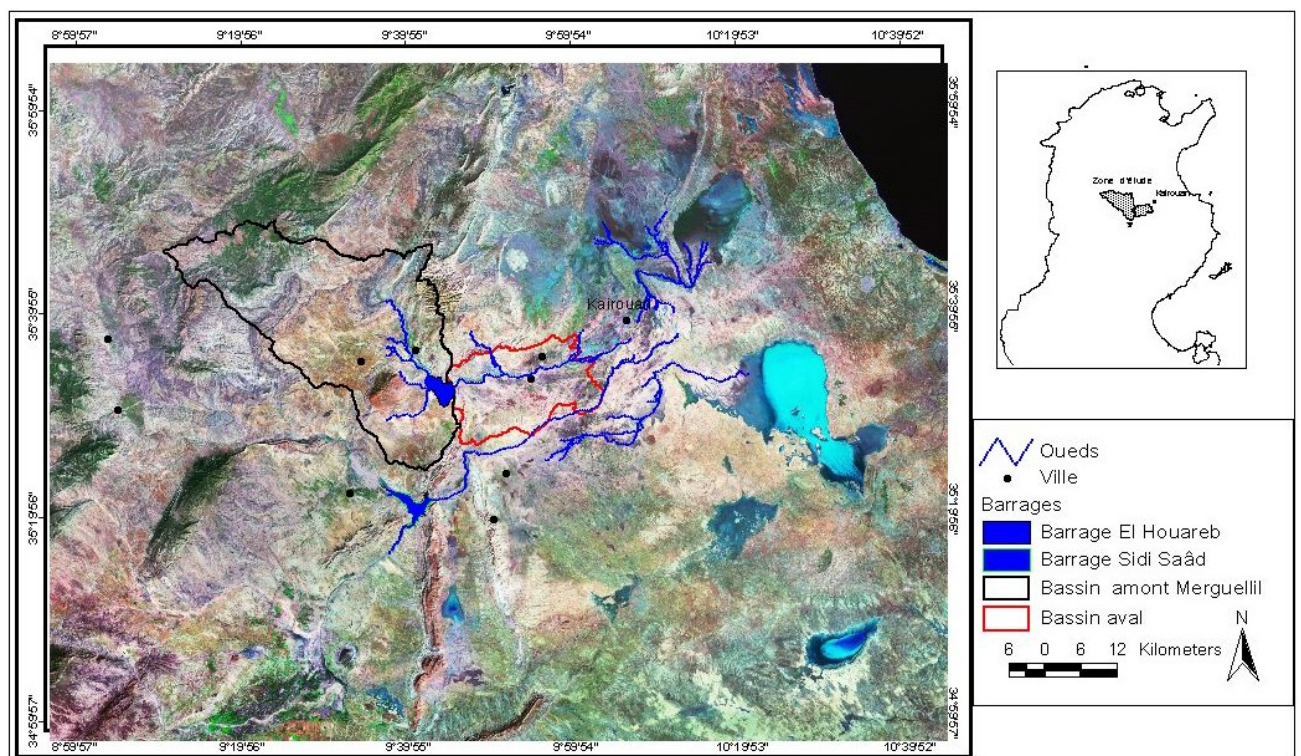 8°59'57" 9°19'56" 9°39'55" 9°59'54" 10°19'53" 10°39'52"
35°59'54"
35°59'54"
35°39'55"
35°39'55"
35°19'56"
35°19'56"
34°59'57"
34°59'57"
Kairouan
8°59'57" 9°19'56" 9°39'55" 9°59'54" 10°19'53" 10°39'52"
Zone d'étude
Kairouan
Oueds
Ville
Barrages
Barrage El Houareb
Barrage Sidi Saâd
Bassin amont Merguellil
Bassin aval
N
6 0 6 12 Kilometers